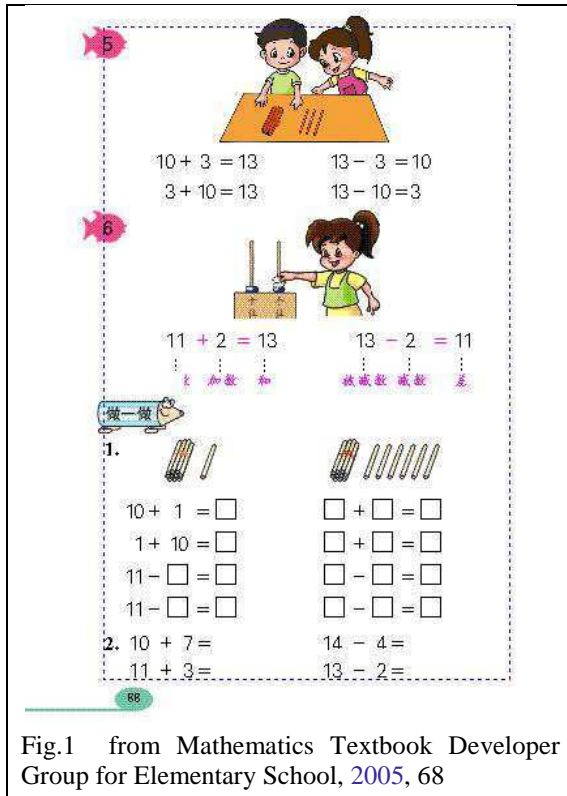 5
10 + 3 = 13 13 - 3 = 10
3 + 10 = 13 13 - 10 = 3
6
11 + 2 = 13 13 - 2 = 11
加数 和 被减数 减数 差
做一做
1.
10 + 1 = □ □ + □ = □
1 + 10 = □ □ + □ = □
11 - □ = □ □ - □ = □
11 - □ = □ □ - □ = □
2. 10 + 7 = 14 - 4 =
11 + 3 = 13 - 2 =
Fig.1 from Mathematics Textbook Developer
Group for Elementary School, 2005, 68